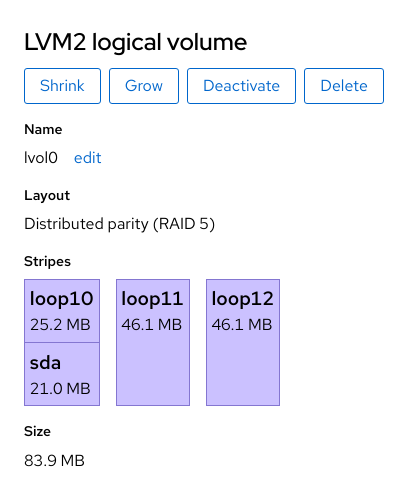 LVM2 logical volume
Shrink Grow Deactivate Delete
Name
lvol0 edit
Layout
Distributed parity (RAID 5)
Stripes
loop10 loop11 loop12
25.2 MB 46.1 MB 46.1 MB
sda
21.0 MB
Size
83.9 MB